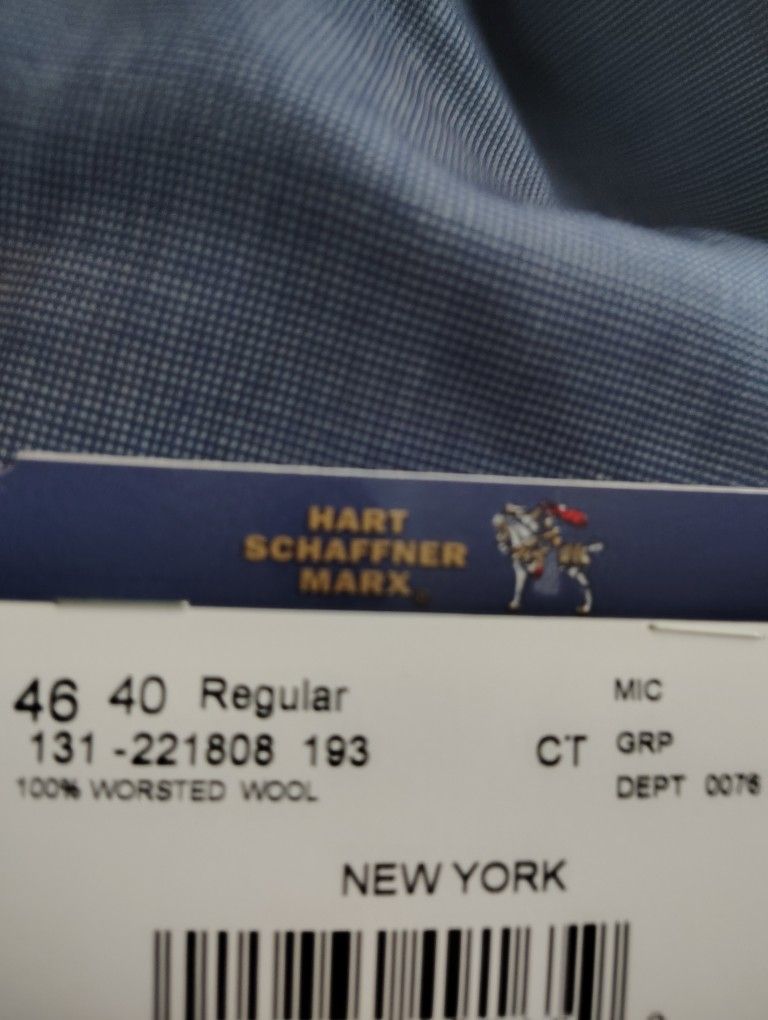 HART
SCHAFFNER
MARX
46 40 Regular
131 -221808 193
100% WORSTED WOOL
CT
MIC
GRP
DEPT 0076
NEW YORK